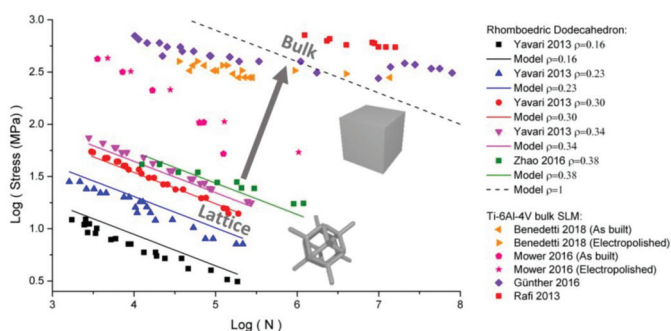 3.0
2.5
2.0
1.5
1.0
0.5
3
4
5
6
7
8
Log ( Stress (MPa))
Log ( N )
Bulk
Lattice
Rhomboedric Dodecahedron:
Yavari 2013 ρ=0.16
Model ρ=0.16
Yavari 2013 ρ=0.23
Model ρ=0.23
Yavari 2013 ρ=0.30
Model ρ=0.30
Yavari 2013 ρ=0.34
Model ρ=0.34
Zhao 2016 ρ=0.38
Model ρ=0.38
Model ρ=1
Ti-6Al-4V bulk SLM:
Benedetti 2018 (As built)
Benedetti 2018 (Electropolished)
Mower 2016 (As built)
Mower 2016 (Electropolished)
Günther 2016
Rafi 2013